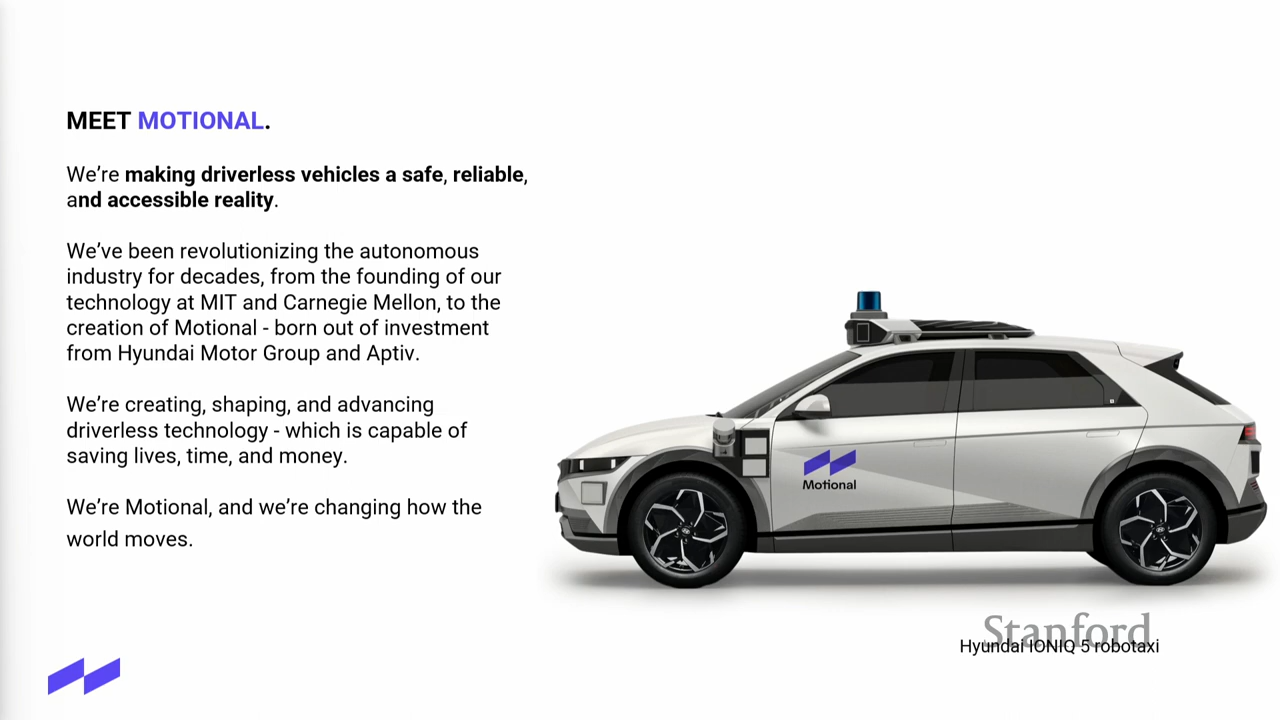 MEET MOTIONAL.
We’re making driverless vehicles a safe, reliable,
and accessible reality.
We’ve been revolutionizing the autonomous
industry for decades, from the founding of our
technology at MIT and Carnegie Mellon, to the
creation of Motional - born out of investment
from Hyundai Motor Group and Aptiv.
We’re creating, shaping, and advancing
driverless technology - which is capable of
saving lives, time, and money.
We’re Motional, and we’re changing how the
world moves.
Motional
Stanford
Hyundai IONIQ 5 robotaxi